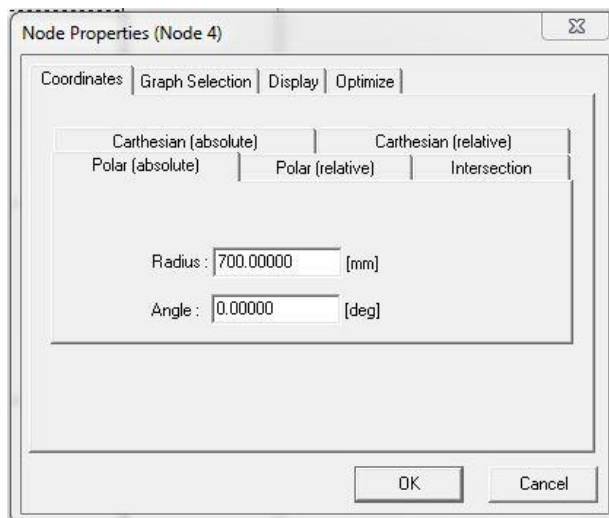 Node Properties (Node 4)
Coordinates Graph Selection Display Optimize
Carthesian (absolute) Carthesian (relative)
Polar (absolute) Polar (relative) Intersection
Radius : 700.00000 [mm]
Angle : 0.00000 [deg]
OK Cancel